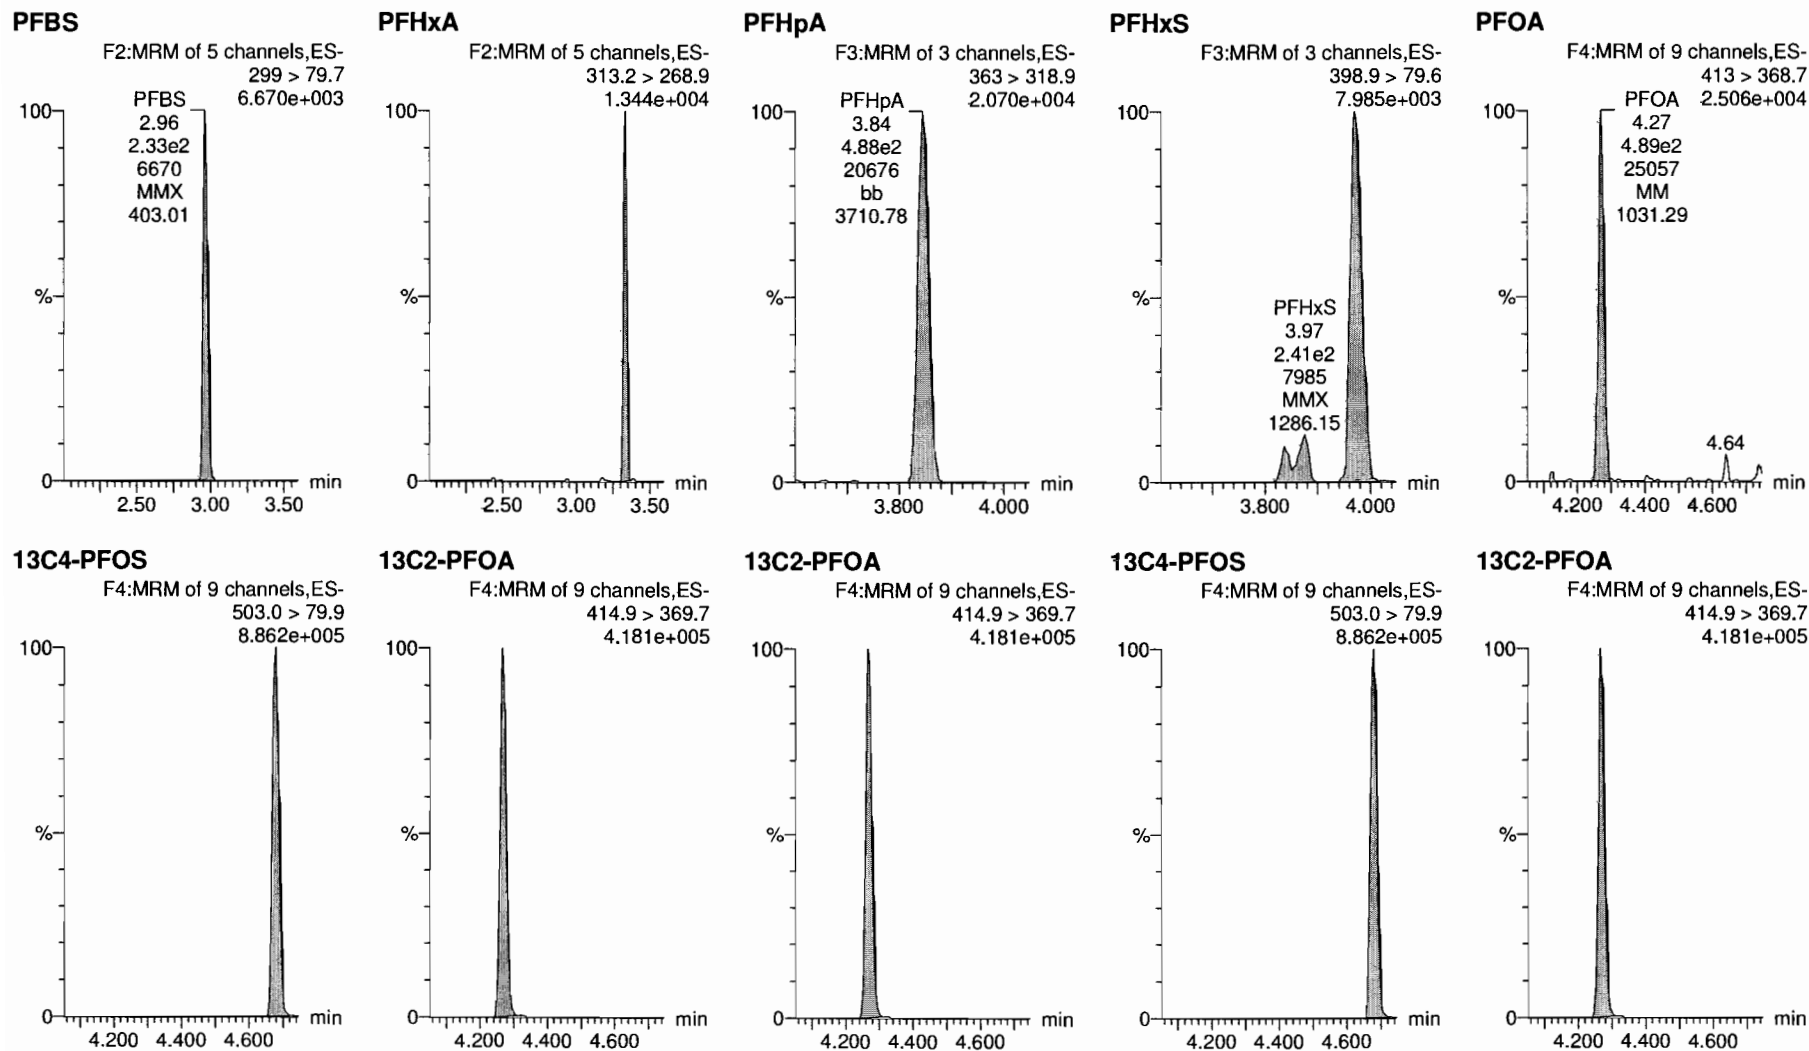 PFBS
F2:MRM of 5 channels,ES-
299 > 79.7
6.670e+003
PFBS
2.96
2.33e2
6670
MMX
403.01
100
%
0
2.50 3.00 3.50
min
PFHxA
F2:MRM of 5 channels,ES-
313.2 > 268.9
1.344e+004
100
%
0
2.50 3.00 3.50
min
PFHpA
F3:MRM of 3 channels,ES-
363 > 318.9
2.070e+004
PFHpA
3.84
4.88e2
20676
bb
3710.78
100
%
0
3.800 4.000
min
PFHxS
F3:MRM of 3 channels,ES-
398.9 > 79.6
7.985e+003
PFHxS
3.97
2.41e2
7985
MMX
1286.15
100
%
0
3.800 4.000
min
PFOA
F4:MRM of 9 channels,ES-
413 > 368.7
2.506e+004
PFOA
4.27
4.89e2
25057
MM
1031.29
4.64
100
%
0
4.200 4.400 4.600
min
13C4-PFOS
F4:MRM of 9 channels,ES-
503.0 > 79.9
8.862e+005
100
%
0
4.200 4.400 4.600
min
13C2-PFOA
F4:MRM of 9 channels,ES-
414.9 > 369.7
4.181e+005
100
%
0
4.200 4.400 4.600
min
13C2-PFOA
F4:MRM of 9 channels,ES-
414.9 > 369.7
4.181e+005
100
%
0
4.200 4.400 4.600
min
13C4-PFOS
F4:MRM of 9 channels,ES-
503.0 > 79.9
8.862e+005
100
%
0
4.200 4.400 4.600
min
13C2-PFOA
F4:MRM of 9 channels,ES-
414.9 > 369.7
4.181e+005
100
%
0
4.200 4.400 4.600
min